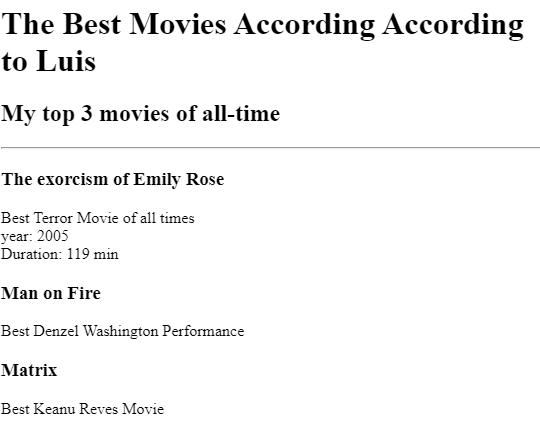 The Best Movies According According
to Luis
My top 3 movies of all-time
The exorcism of Emily Rose
Best Terror Movie of all times
year: 2005
Duration: 119 min
Man on Fire
Best Denzel Washington Performance
Matrix
Best Keanu Reves Movie